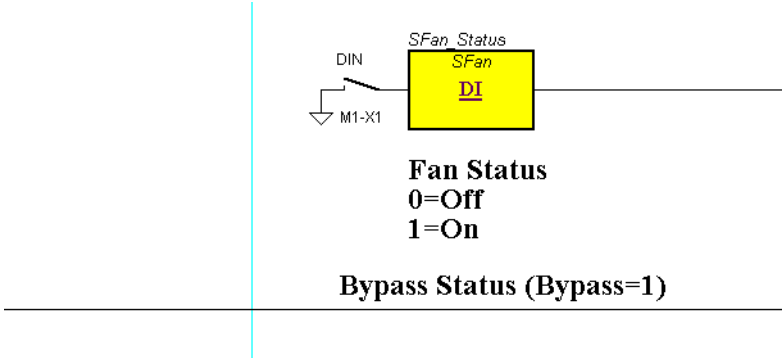 SFan_Status
DIN
SFan
DI
M1-X1
Fan Status
0=Off
1=On
Bypass Status (Bypass=1)